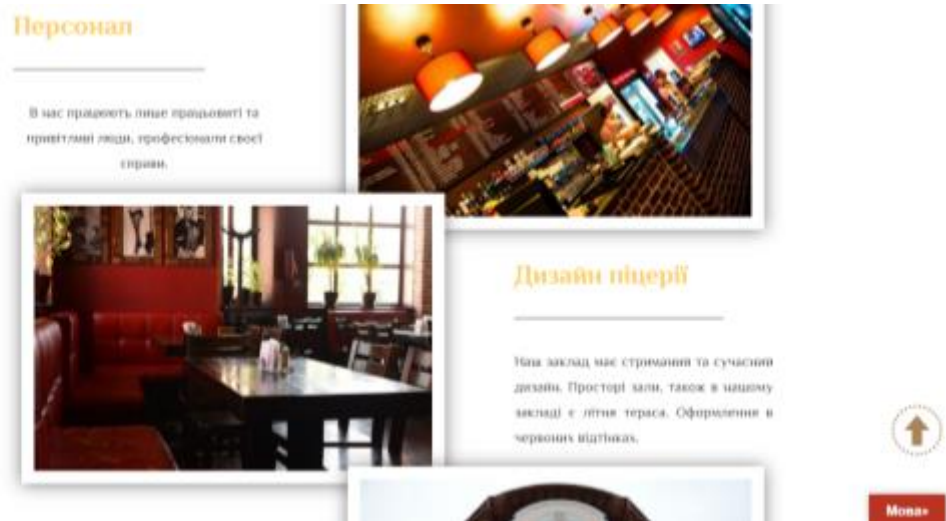 Персонал
В нас працюють лише працьовиті та
привітливі люди, професіонали своєї
справи.
Дизайн піцерії
Наш заклад має стриманий та сучасний
дизайн. Просторі зали, також в нашому
закладі є літня тераса. Оформлення в
червоних відтінках.
Мова»